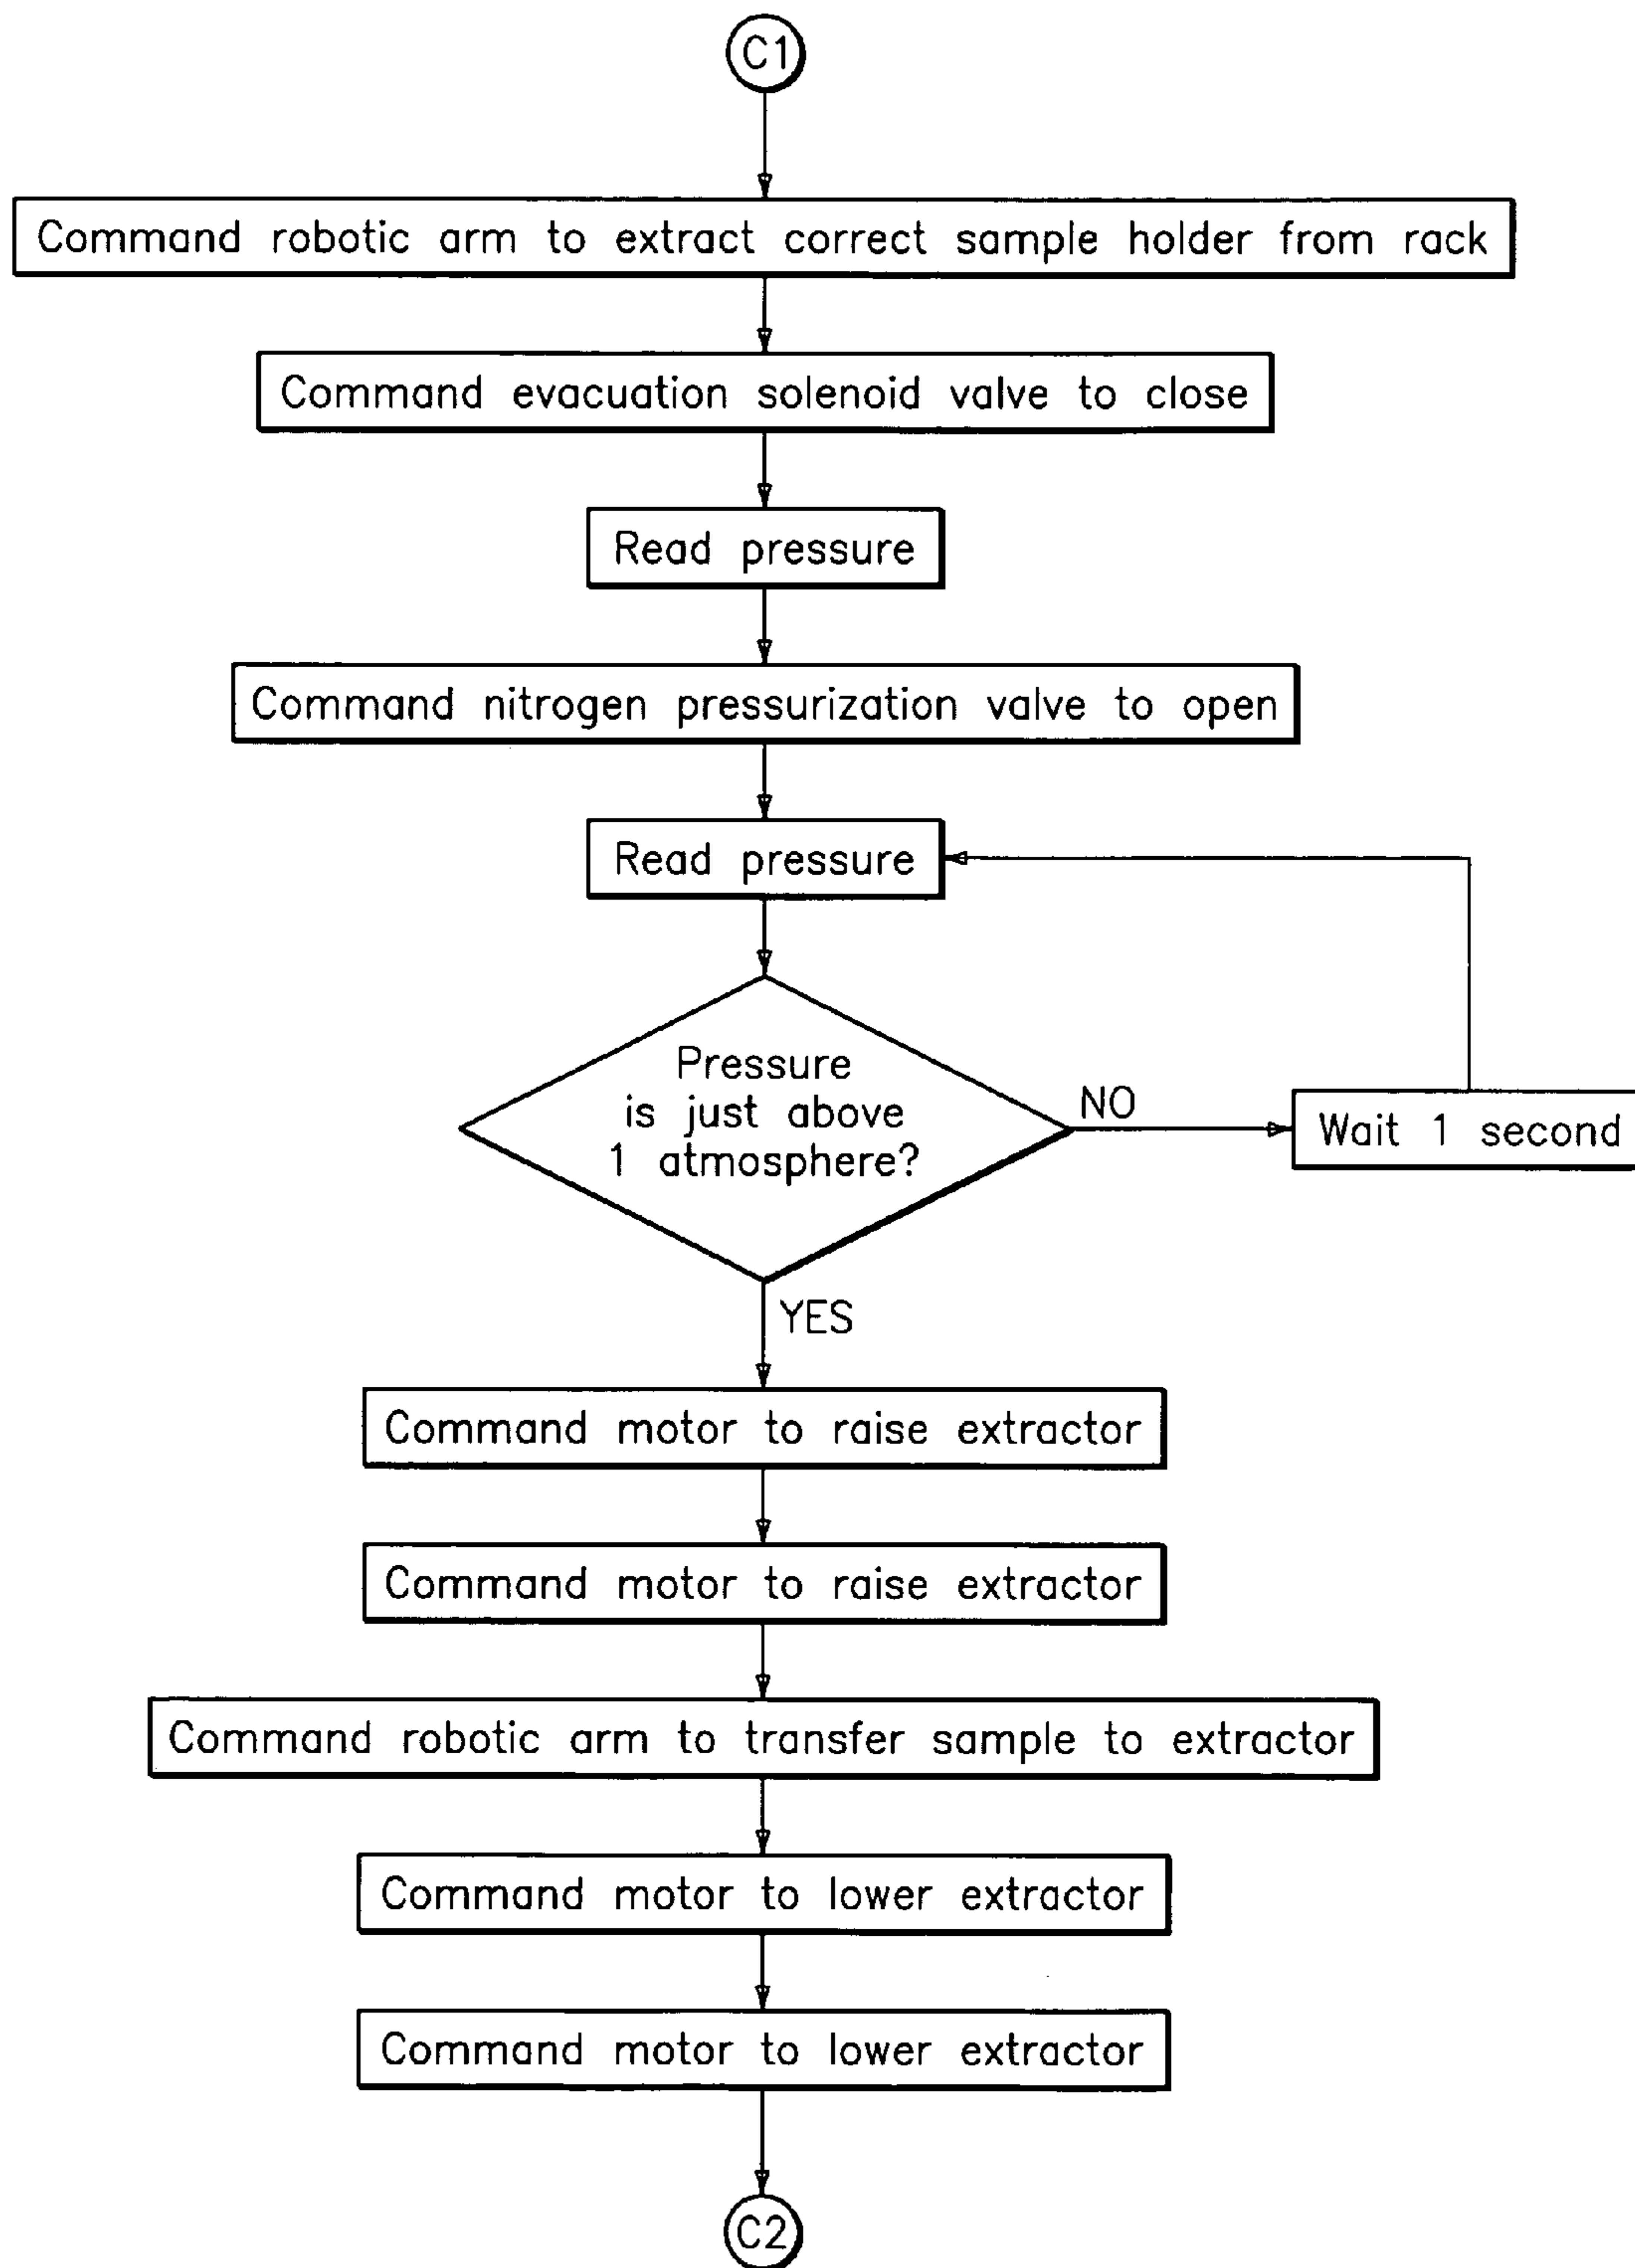 C1
Command robotic arm to extract correct sample holder from rack
Command evacuation solenoid valve to close
Read pressure
Command nitrogen pressurization valve to open
Read pressure
Pressure
is just above
1 atmosphere?
NO
Wait 1 second
YES
Command motor to raise extractor
Command motor to raise extractor
Command robotic arm to transfer sample to extractor
Command motor to lower extractor
Command motor to lower extractor
C2